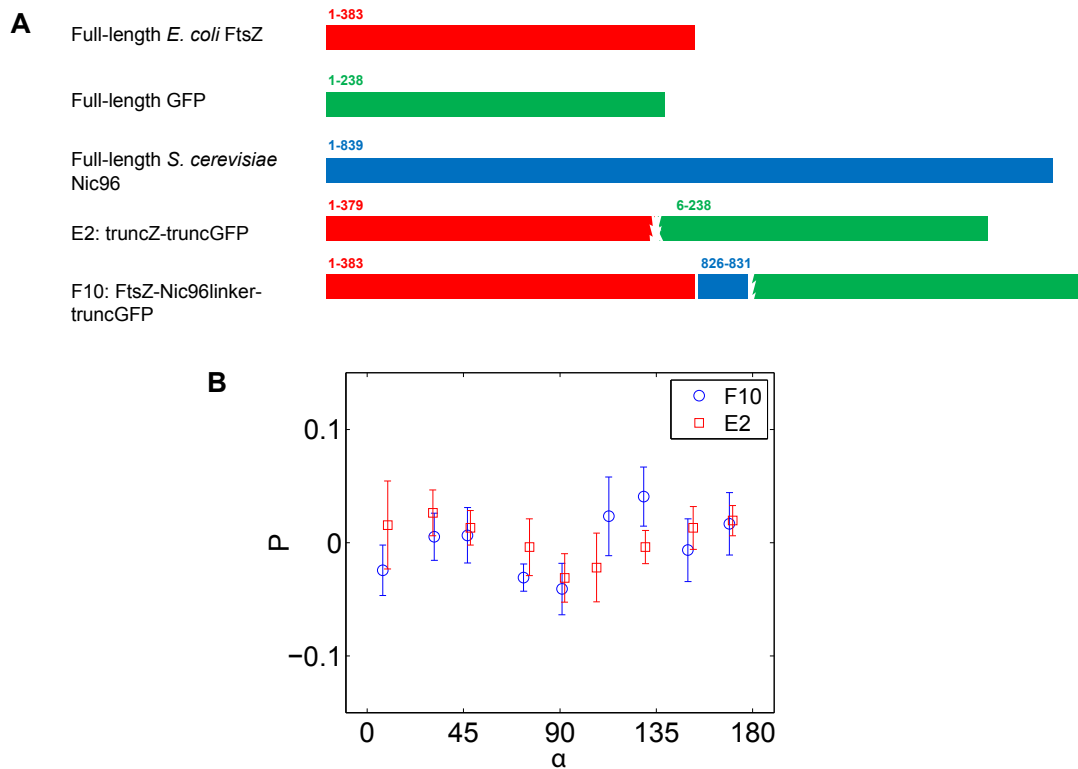 A
1-383
Full-length E. coli FtsZ
1-238
Full-length GFP
1-839
Full-length S. cerevisiae
Nic96
1-379
6-238
E2: truncZ-truncGFP
1-383
826-831
F10: FtsZ-Nic96linker-
truncGFP
B
F10
E2
0.1
0
−0.1
P
0
45
90
135
180
α